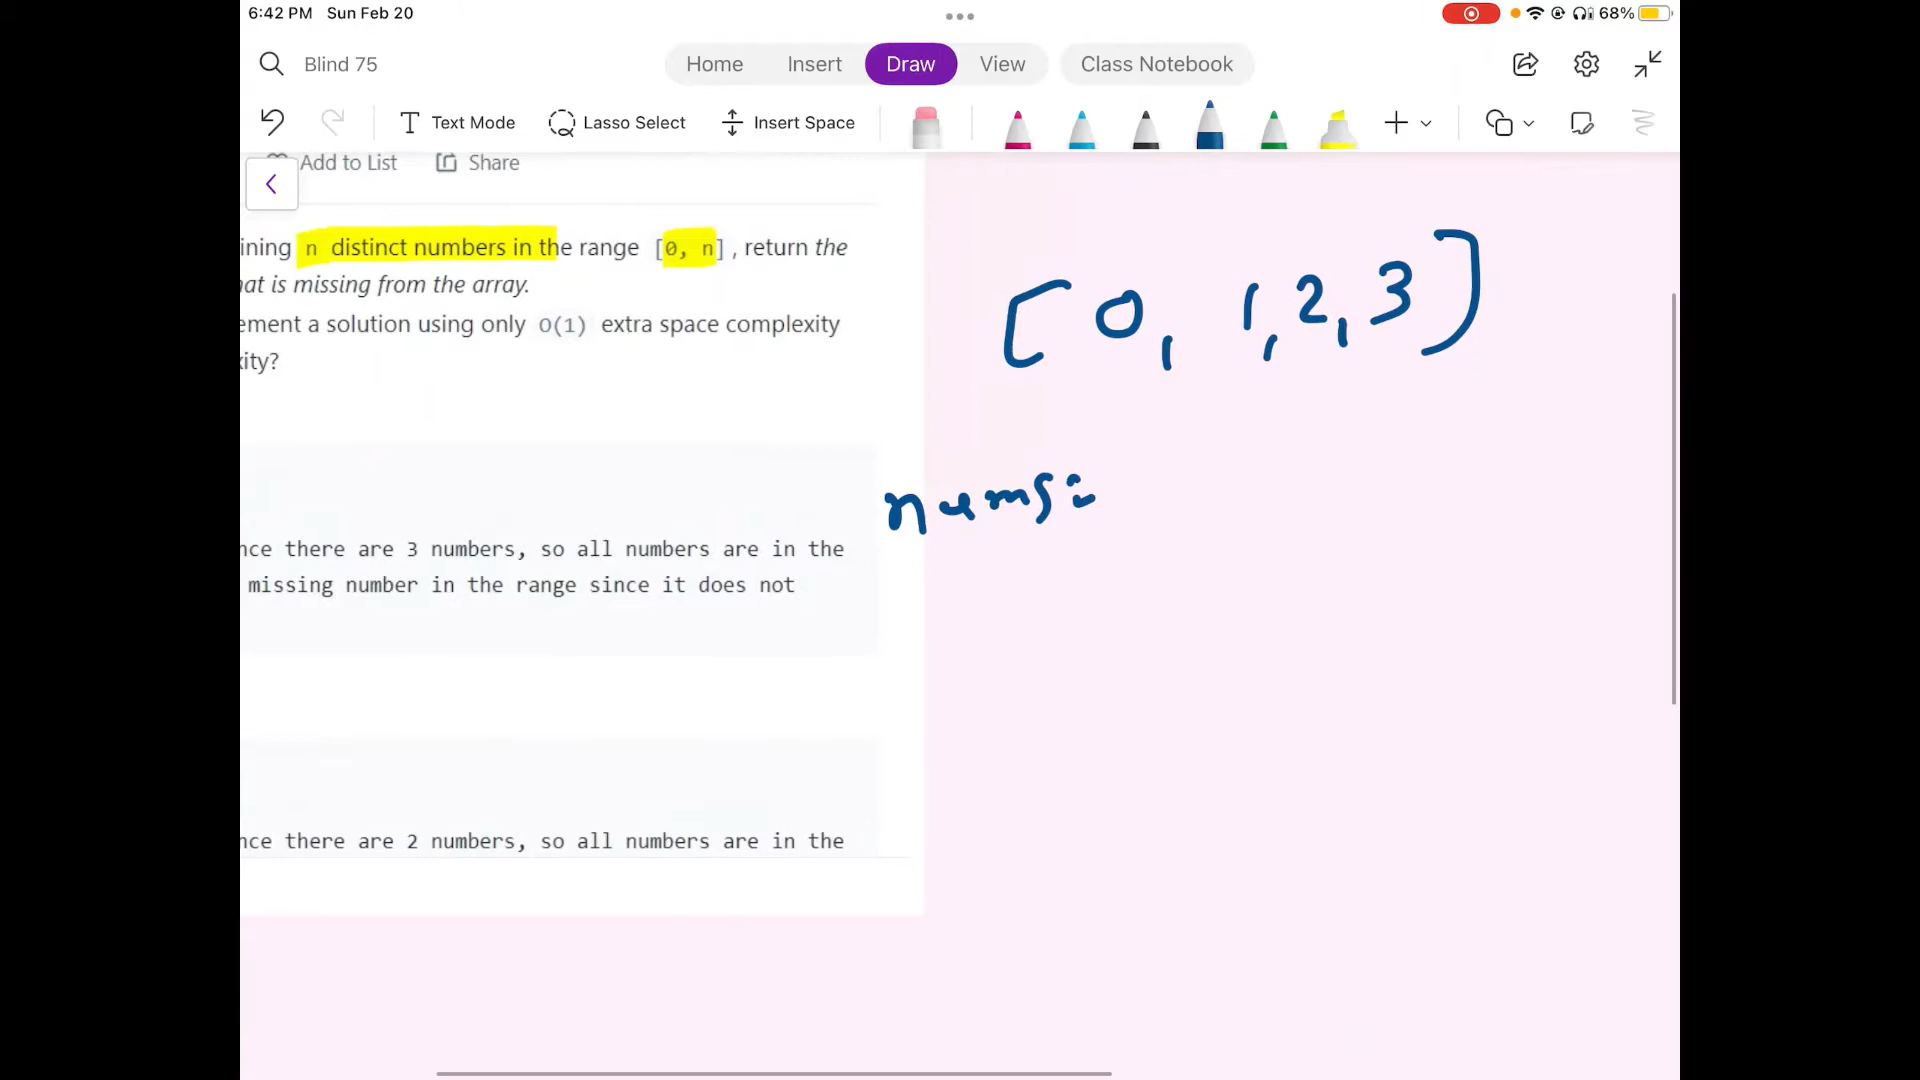 6:42 PM Sun Feb 20
68%
Blind 75
Home Insert Draw View Class Notebook
Text Mode Lasso Select Insert Space
Add to List Share
ining n distinct numbers in the range [0, n] , return the
hat is missing from the array.
ement a solution using only O(1) extra space complexity
xity?
[ 0, 1, 2, 3 ]
nums=
nce there are 3 numbers, so all numbers are in the
missing number in the range since it does not
nce there are 2 numbers, so all numbers are in the